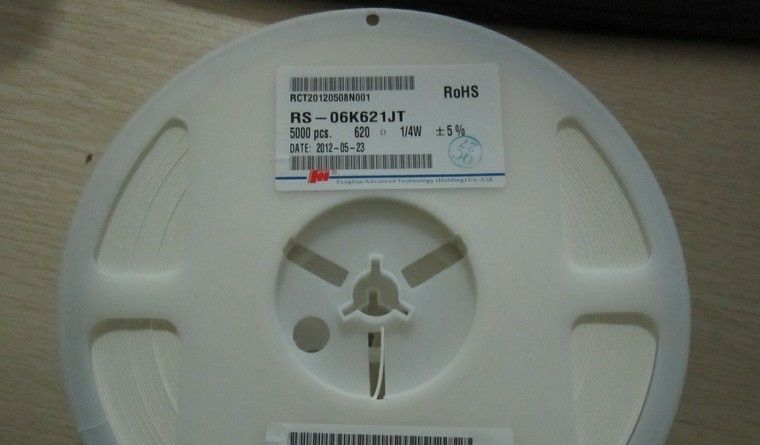 RCT20120508N001
RoHS
RS-06K621JT
5000 pcs. 620 Ω 1/4W ±5%
DATE: 2012-05-23
Fenghua Advanced Technology (Holding) Co., Ltd.